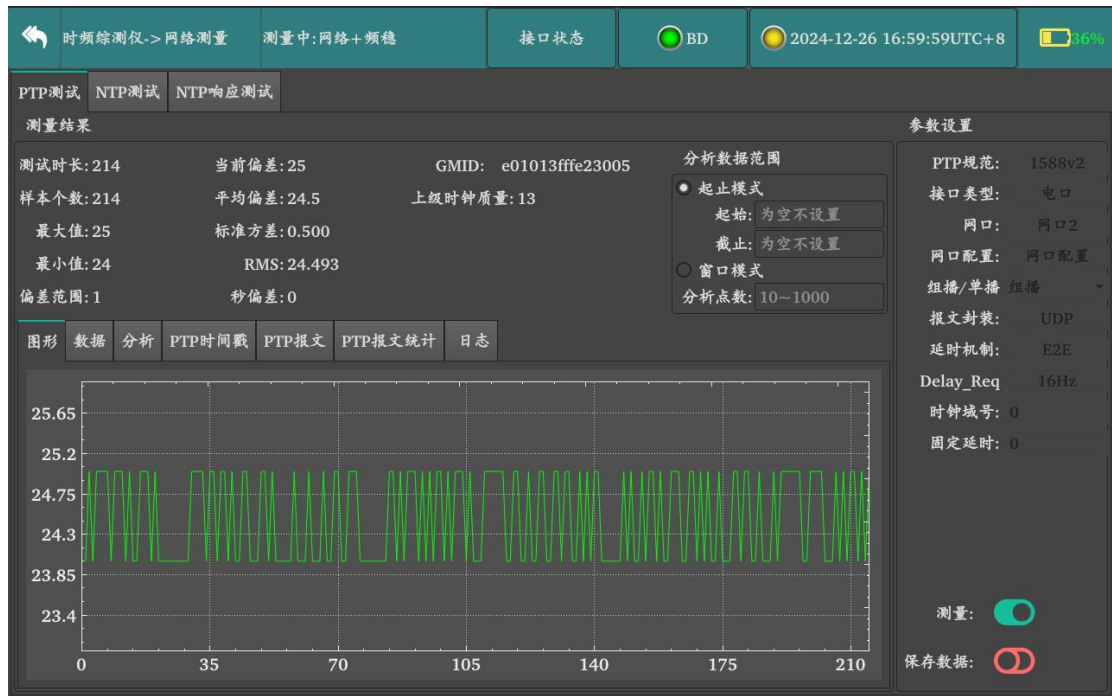 时频综测仪->网络测量 测量中:网络+频稳 接口状态 BD 2024-12-26 16:59:59UTC+8 36%
PTP测试 NTP测试 NTP响应测试
测量结果
测试时长: 214 当前偏差: 25 GMID: e01013fffe23005
样本个数: 214 平均偏差: 24.5 上级时钟质量: 13
最大值: 25 标准方差: 0.500
最小值: 24 RMS: 24.493
偏差范围: 1 秒偏差: 0
分析数据范围
起止模式
起始: 为空不设置
截止: 为空不设置
窗口模式
分析点数: 10~1000
图形 数据 分析 PTP时间戳 PTP报文 PTP报文统计 日志
25.65
25.2
24.75
24.3
23.85
23.4
0 35 70 105 140 175 210
参数设置
PTP规范: 1588v2
接口类型: 电口
网口: 网口2
网口配置: 网口配置
组播/单播 组播
报文封装: UDP
延时机制: E2E
Delay_Req 16Hz
时钟域号: 0
固定延时: 0
测量:
保存数据: